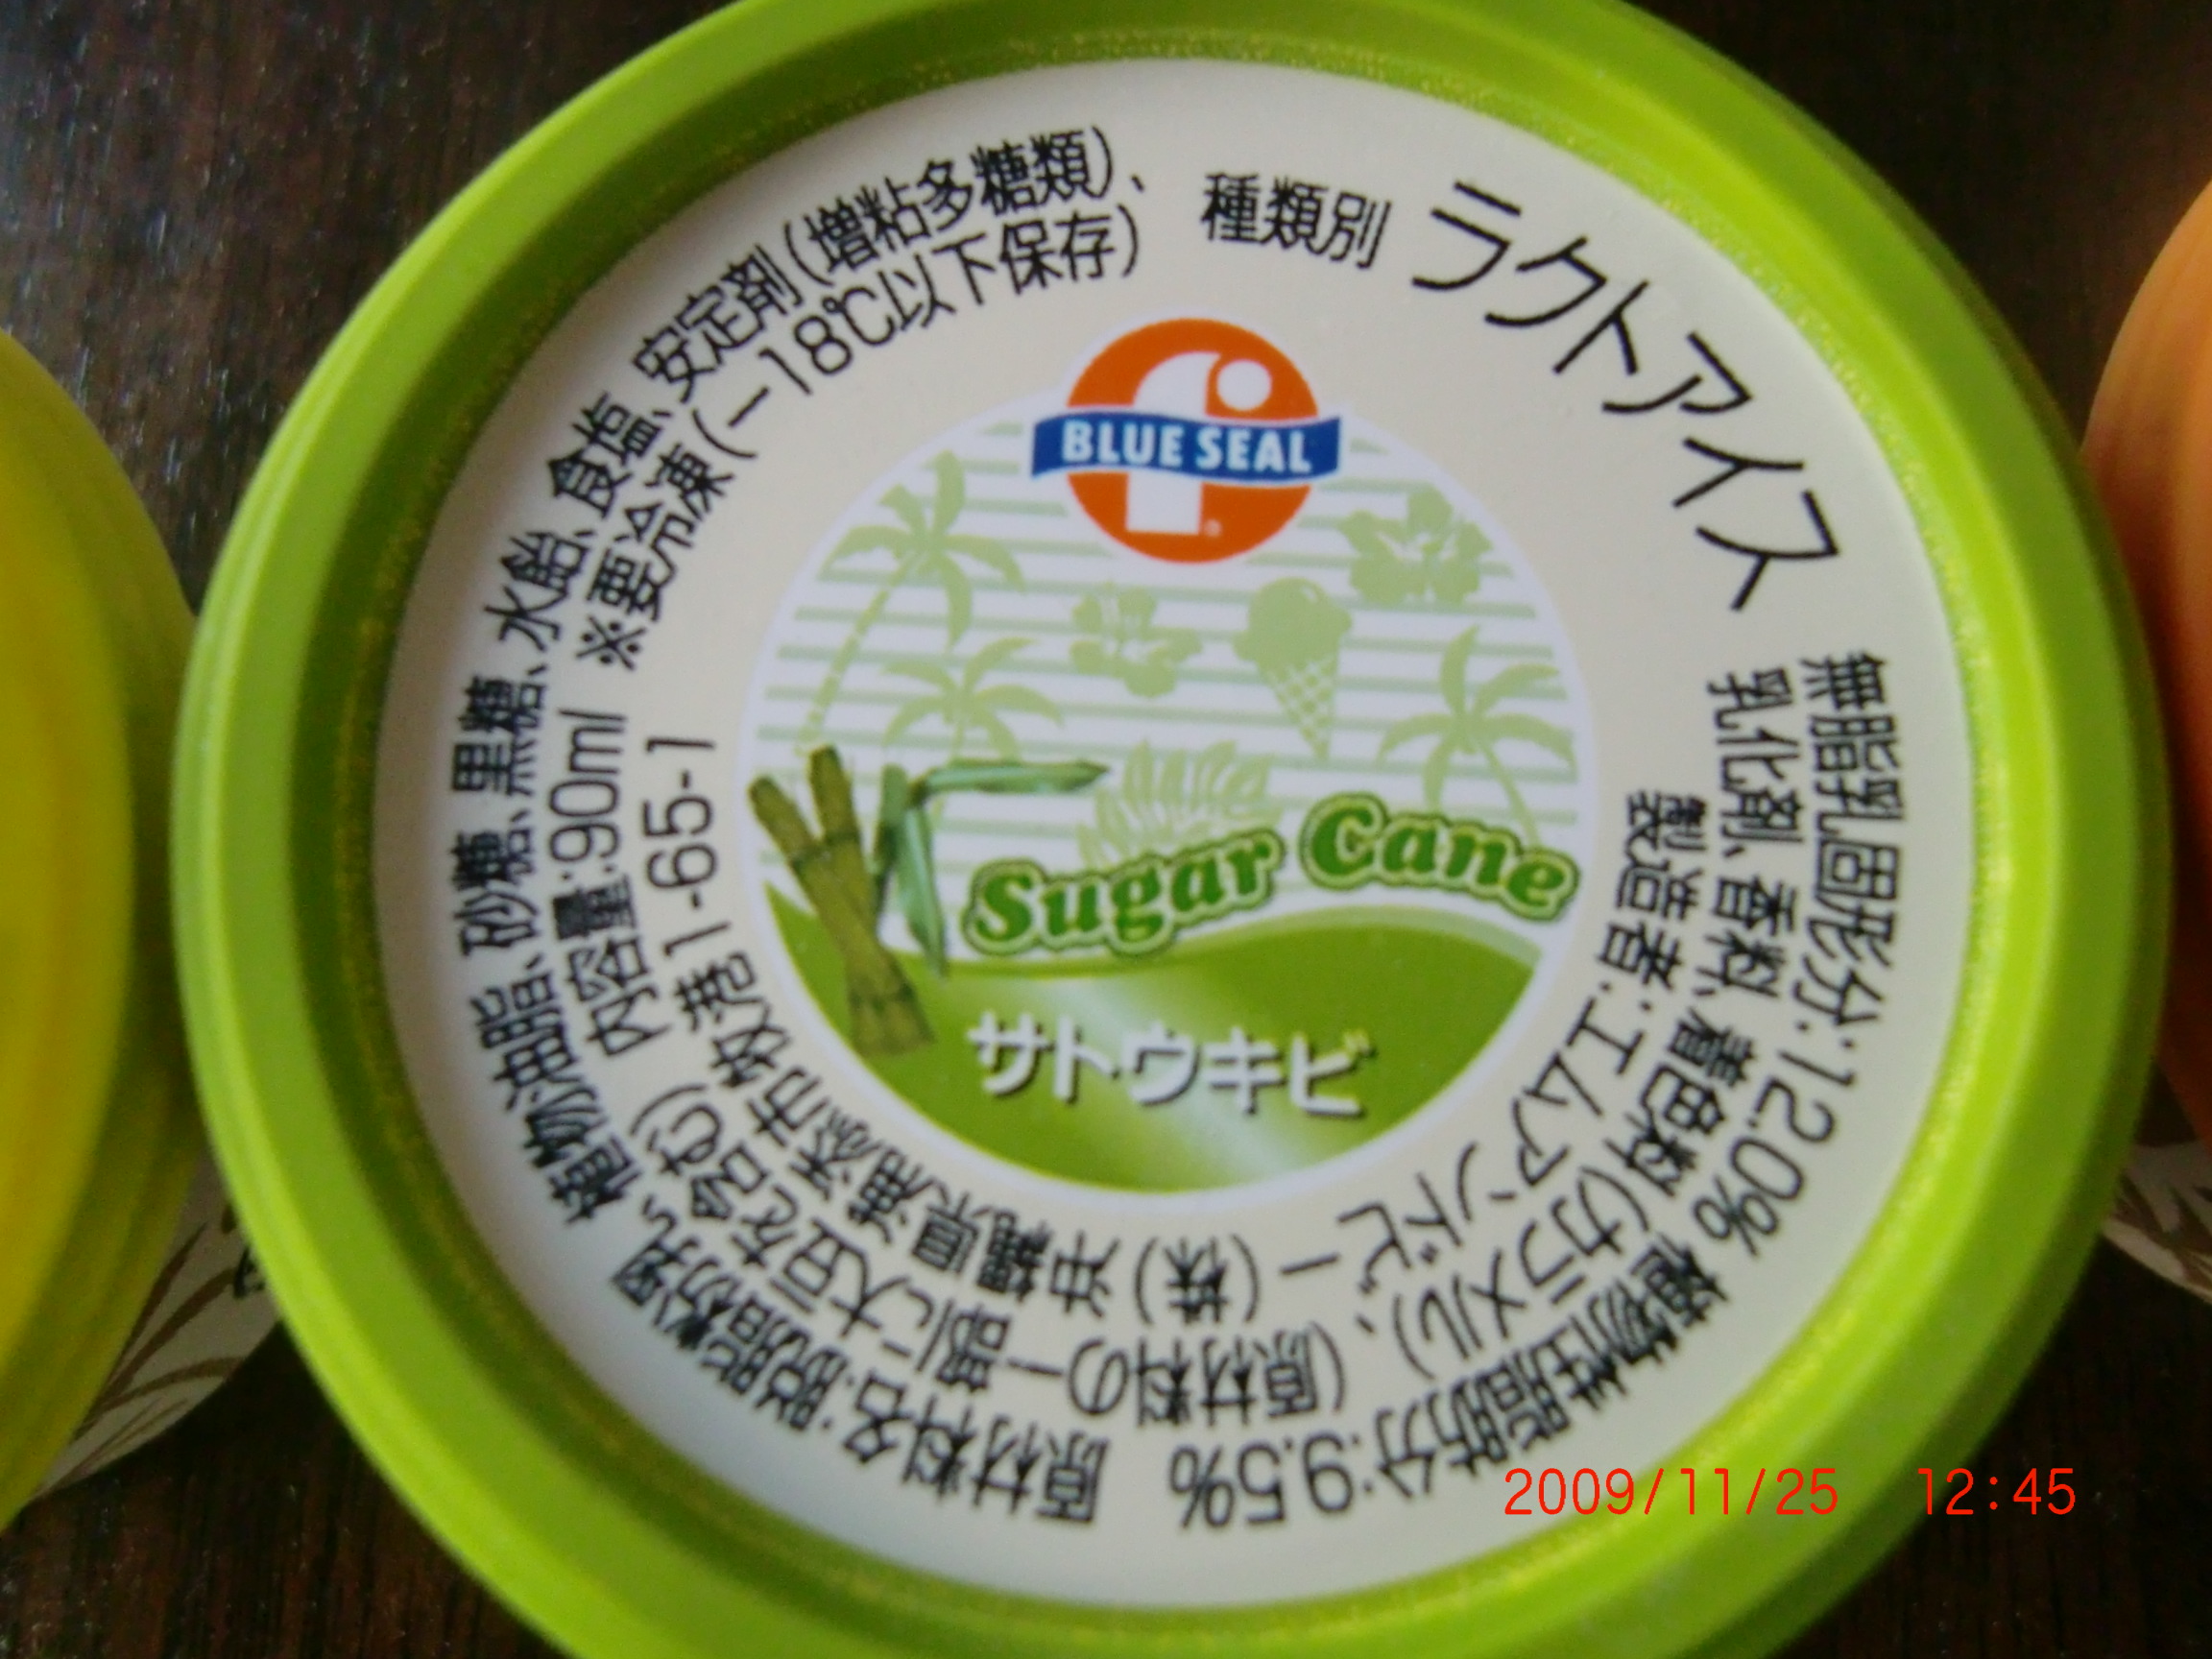 種類別 ラクトアイス
無脂乳固形分:12.0% 植物性脂肪分:9.5%
原材料名:脱脂粉乳、植物油脂、砂糖、黒糖、水飴、食塩、安定剤(増粘多糖類)、
乳化剤、香料、着色料(カラメル)、(原材料の一部に大豆を含む)
内容量:90ml ※要冷凍(-18℃以下保存)
製造者:エムアンドビー(株) 沖縄県浦添市牧港1-65-1
BLUE SEAL
Sugar Cane
サトウキビ
2009/11/25 12:45